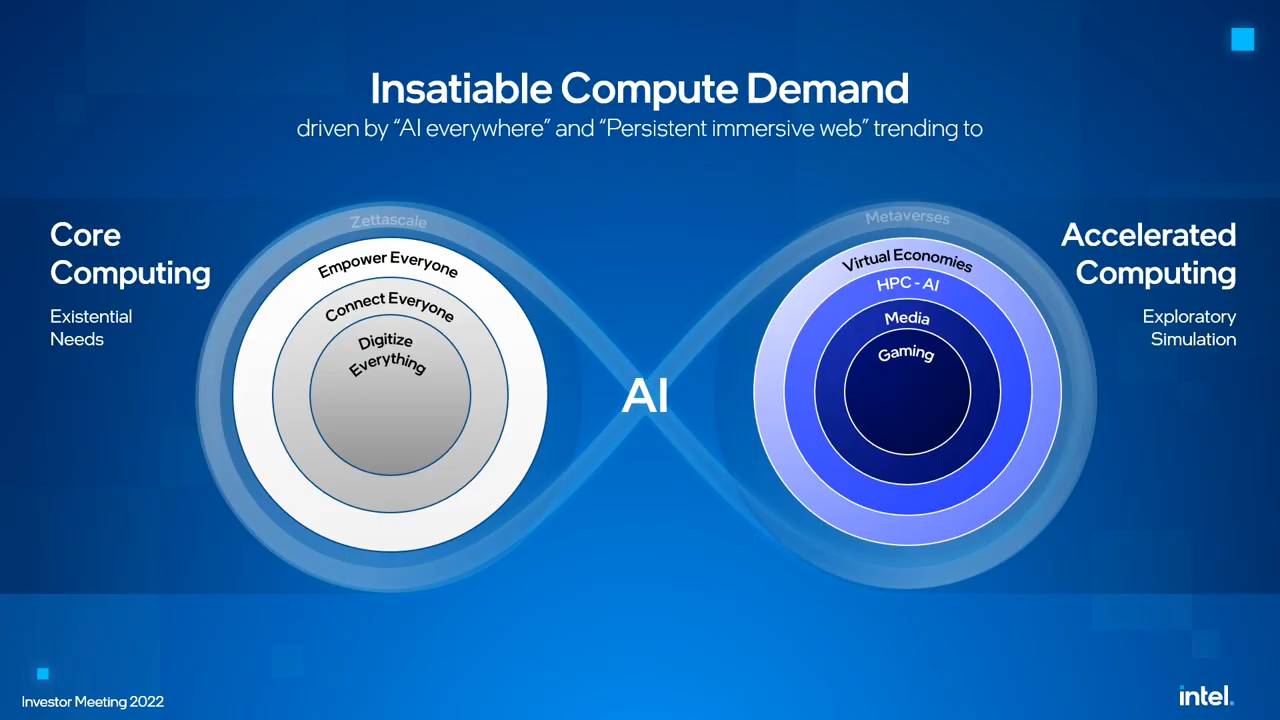 Insatiable Compute Demand
driven by “AI everywhere” and “Persistent immersive web” trending to
Core
Computing
Existential
Needs
Zettascale
Empower Everyone
Connect Everyone
Digitize
Everything
AI
Metaverses
Virtual Economies
HPC - AI
Media
Gaming
Accelerated
Computing
Exploratory
Simulation
Investor Meeting 2022
intel.